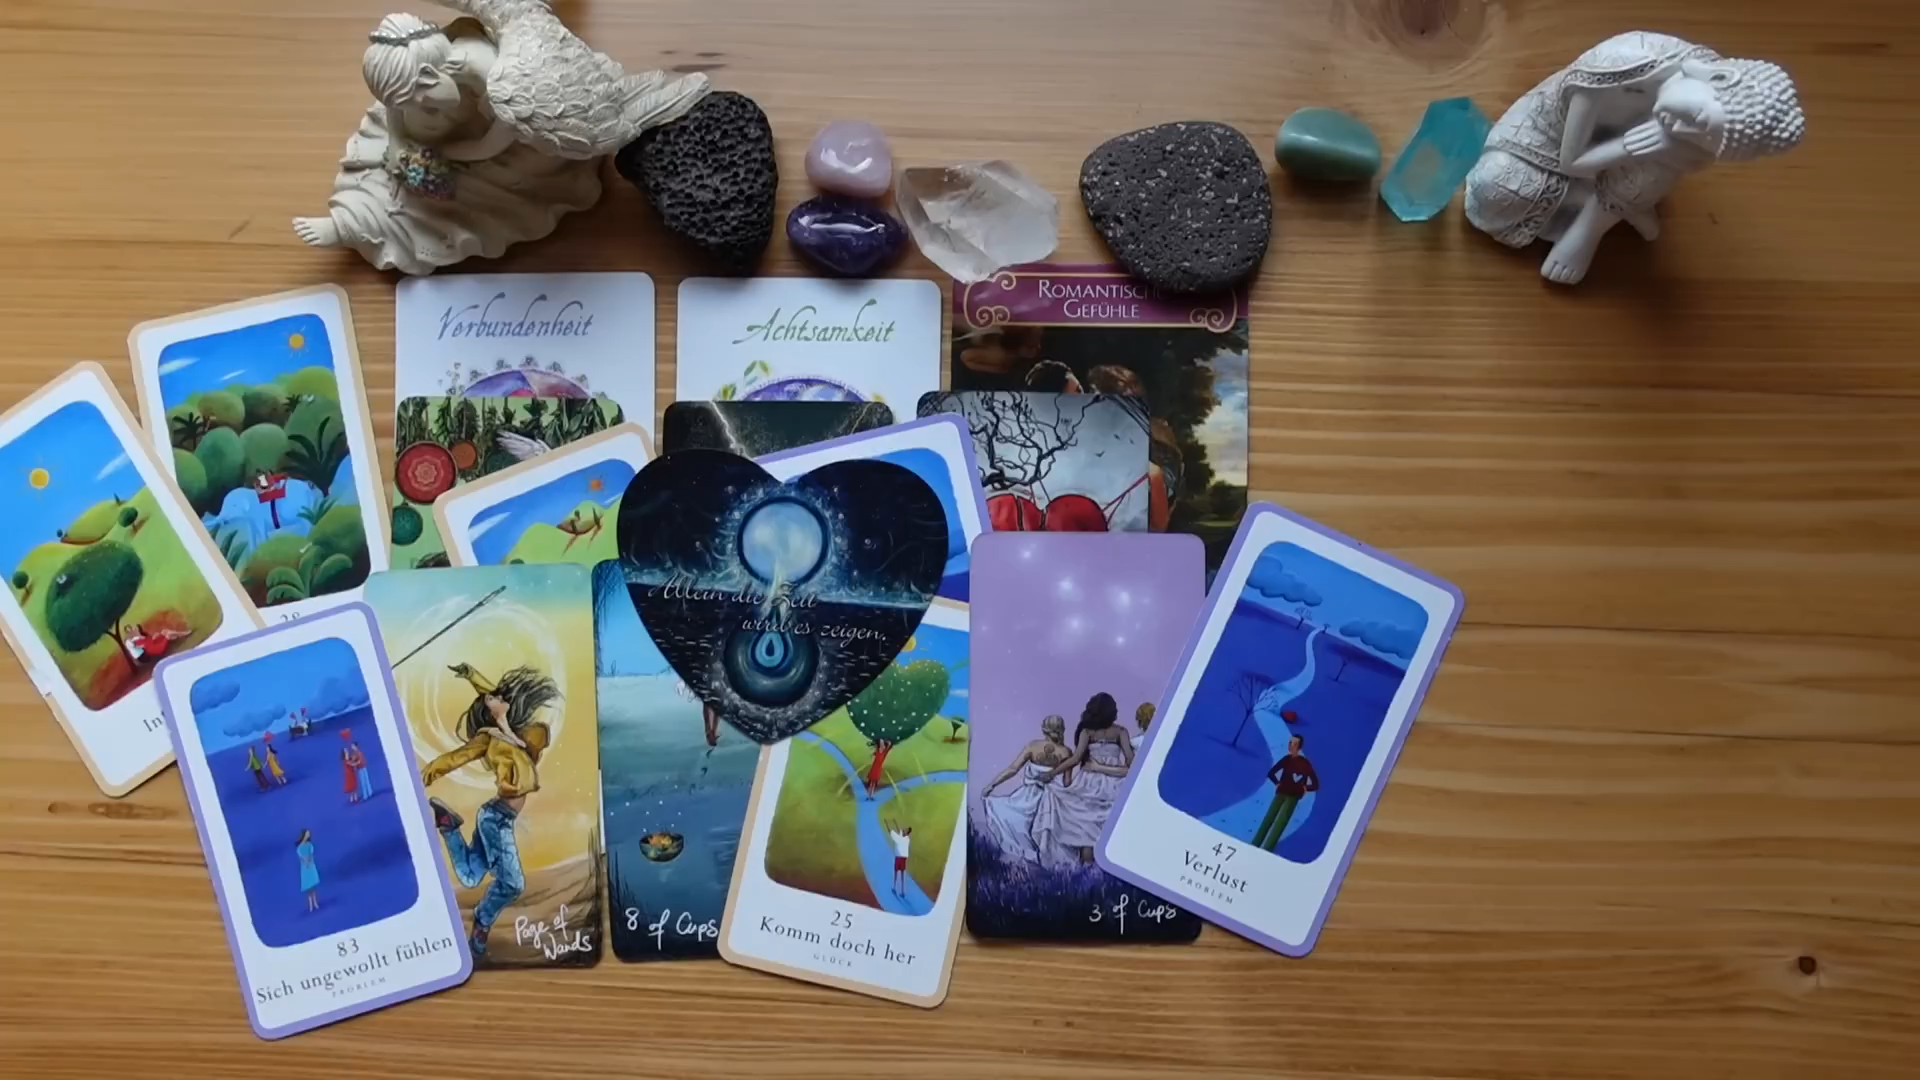 Verbundenheit
Achtsamkeit
ROMANTISCHE
GEFÜHLE
28
Allein die Zeit
wird es zeigen.
83
Sich ungewollt fühlen
PROBLEM
Page of
Wands
8 of Cups
25
Komm doch her
GLÜCK
3 of Cups
47
Verlust
PROBLEM